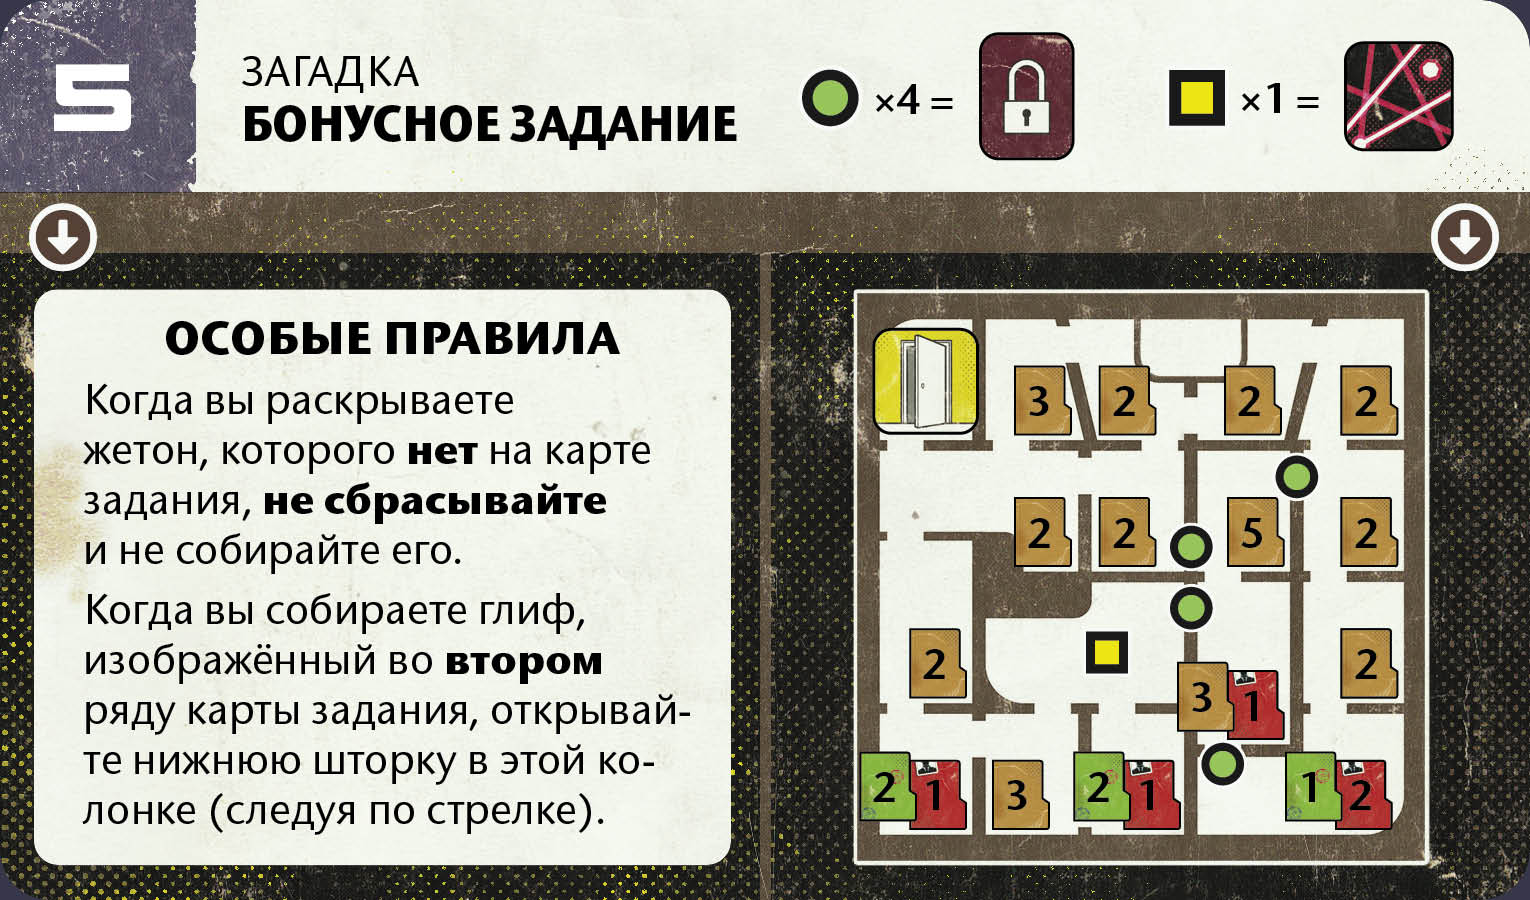 5
ЗАГАДКА
БОНУСНОЕ ЗАДАНИЕ
×4 =
×1 =
ОСОБЫЕ ПРАВИЛА
Когда вы раскрываете
жетон, которого нет на карте
задания, не сбрасывайте
и не собирайте его.
Когда вы собираете глиф,
изображённый во втором
ряду карты задания, открывай-
те нижнюю шторку в этой ко-
лонке (следуя по стрелке).
3 2 2 2
2 2 5 2
2 3 1 2
2 1 3 2 1 1 2